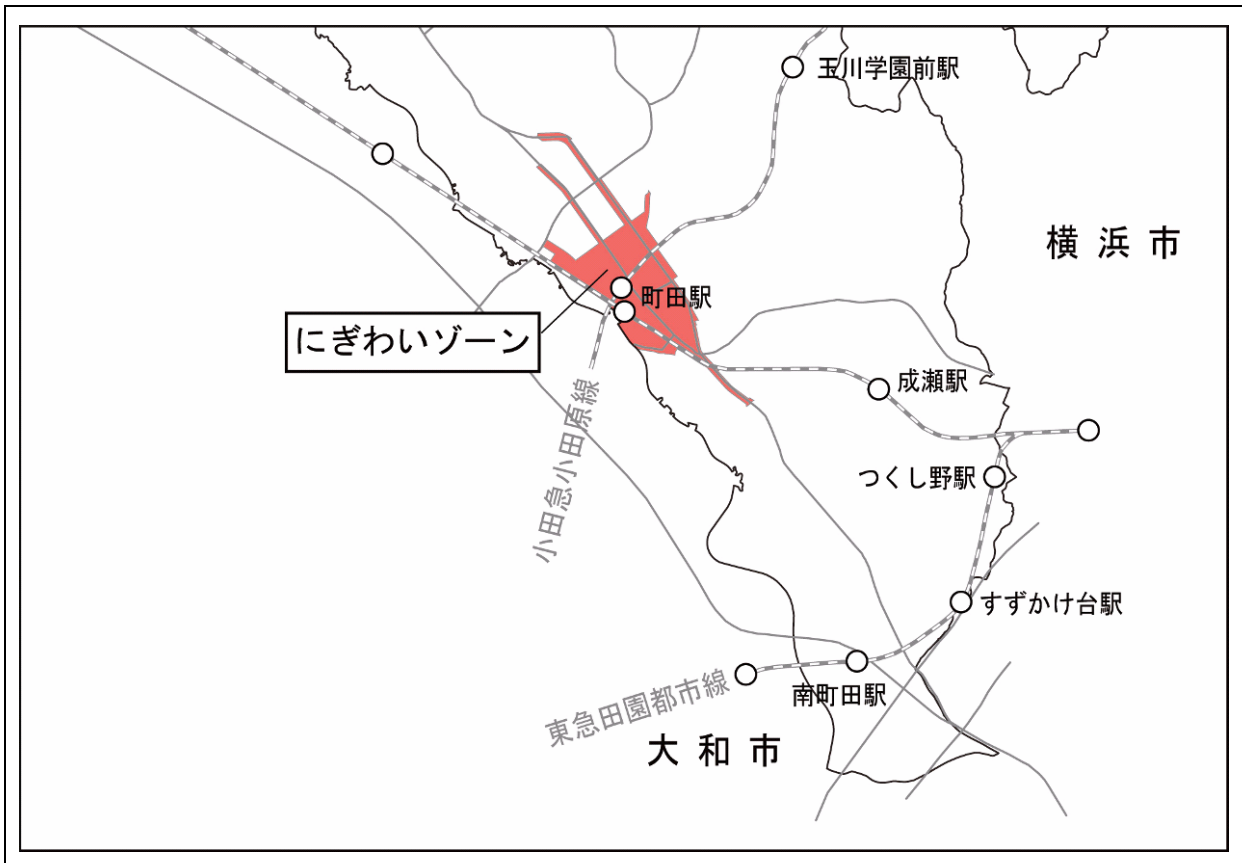 玉川学園前駅
横浜市
町田駅
にぎわいゾーン
成瀬駅
小田急小田原線
つくし野駅
すずかけ台駅
南町田駅
東急田園都市線
大和市